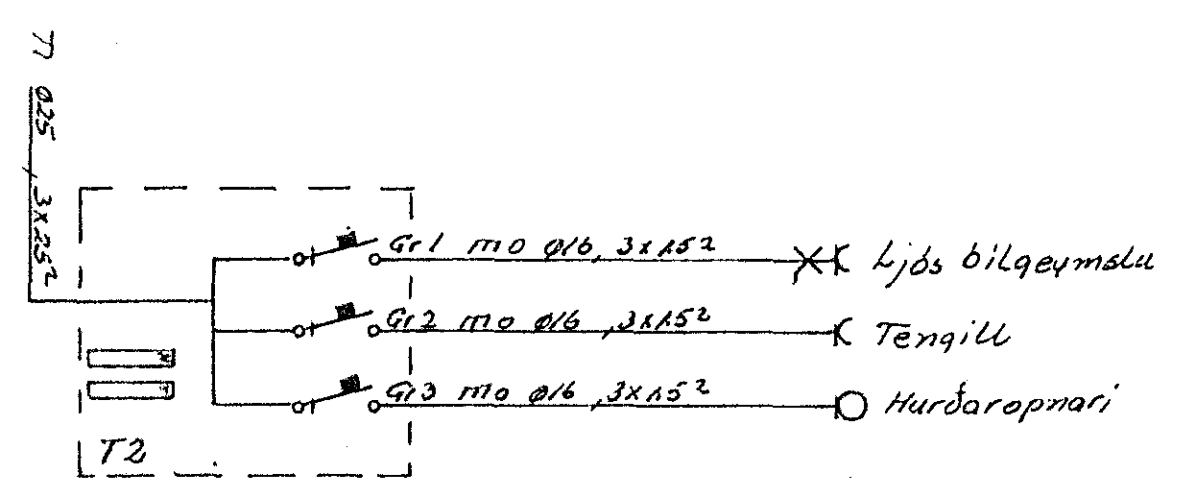 T1 ø25, 3x2,5²
Gr1 mo ø16, 3x1,5² Ljós bílgeymslu
Gr2 mo ø16, 3x1,5² Tengill
Gr3 mo ø16, 3x1,5² Hurðaropnari
T2